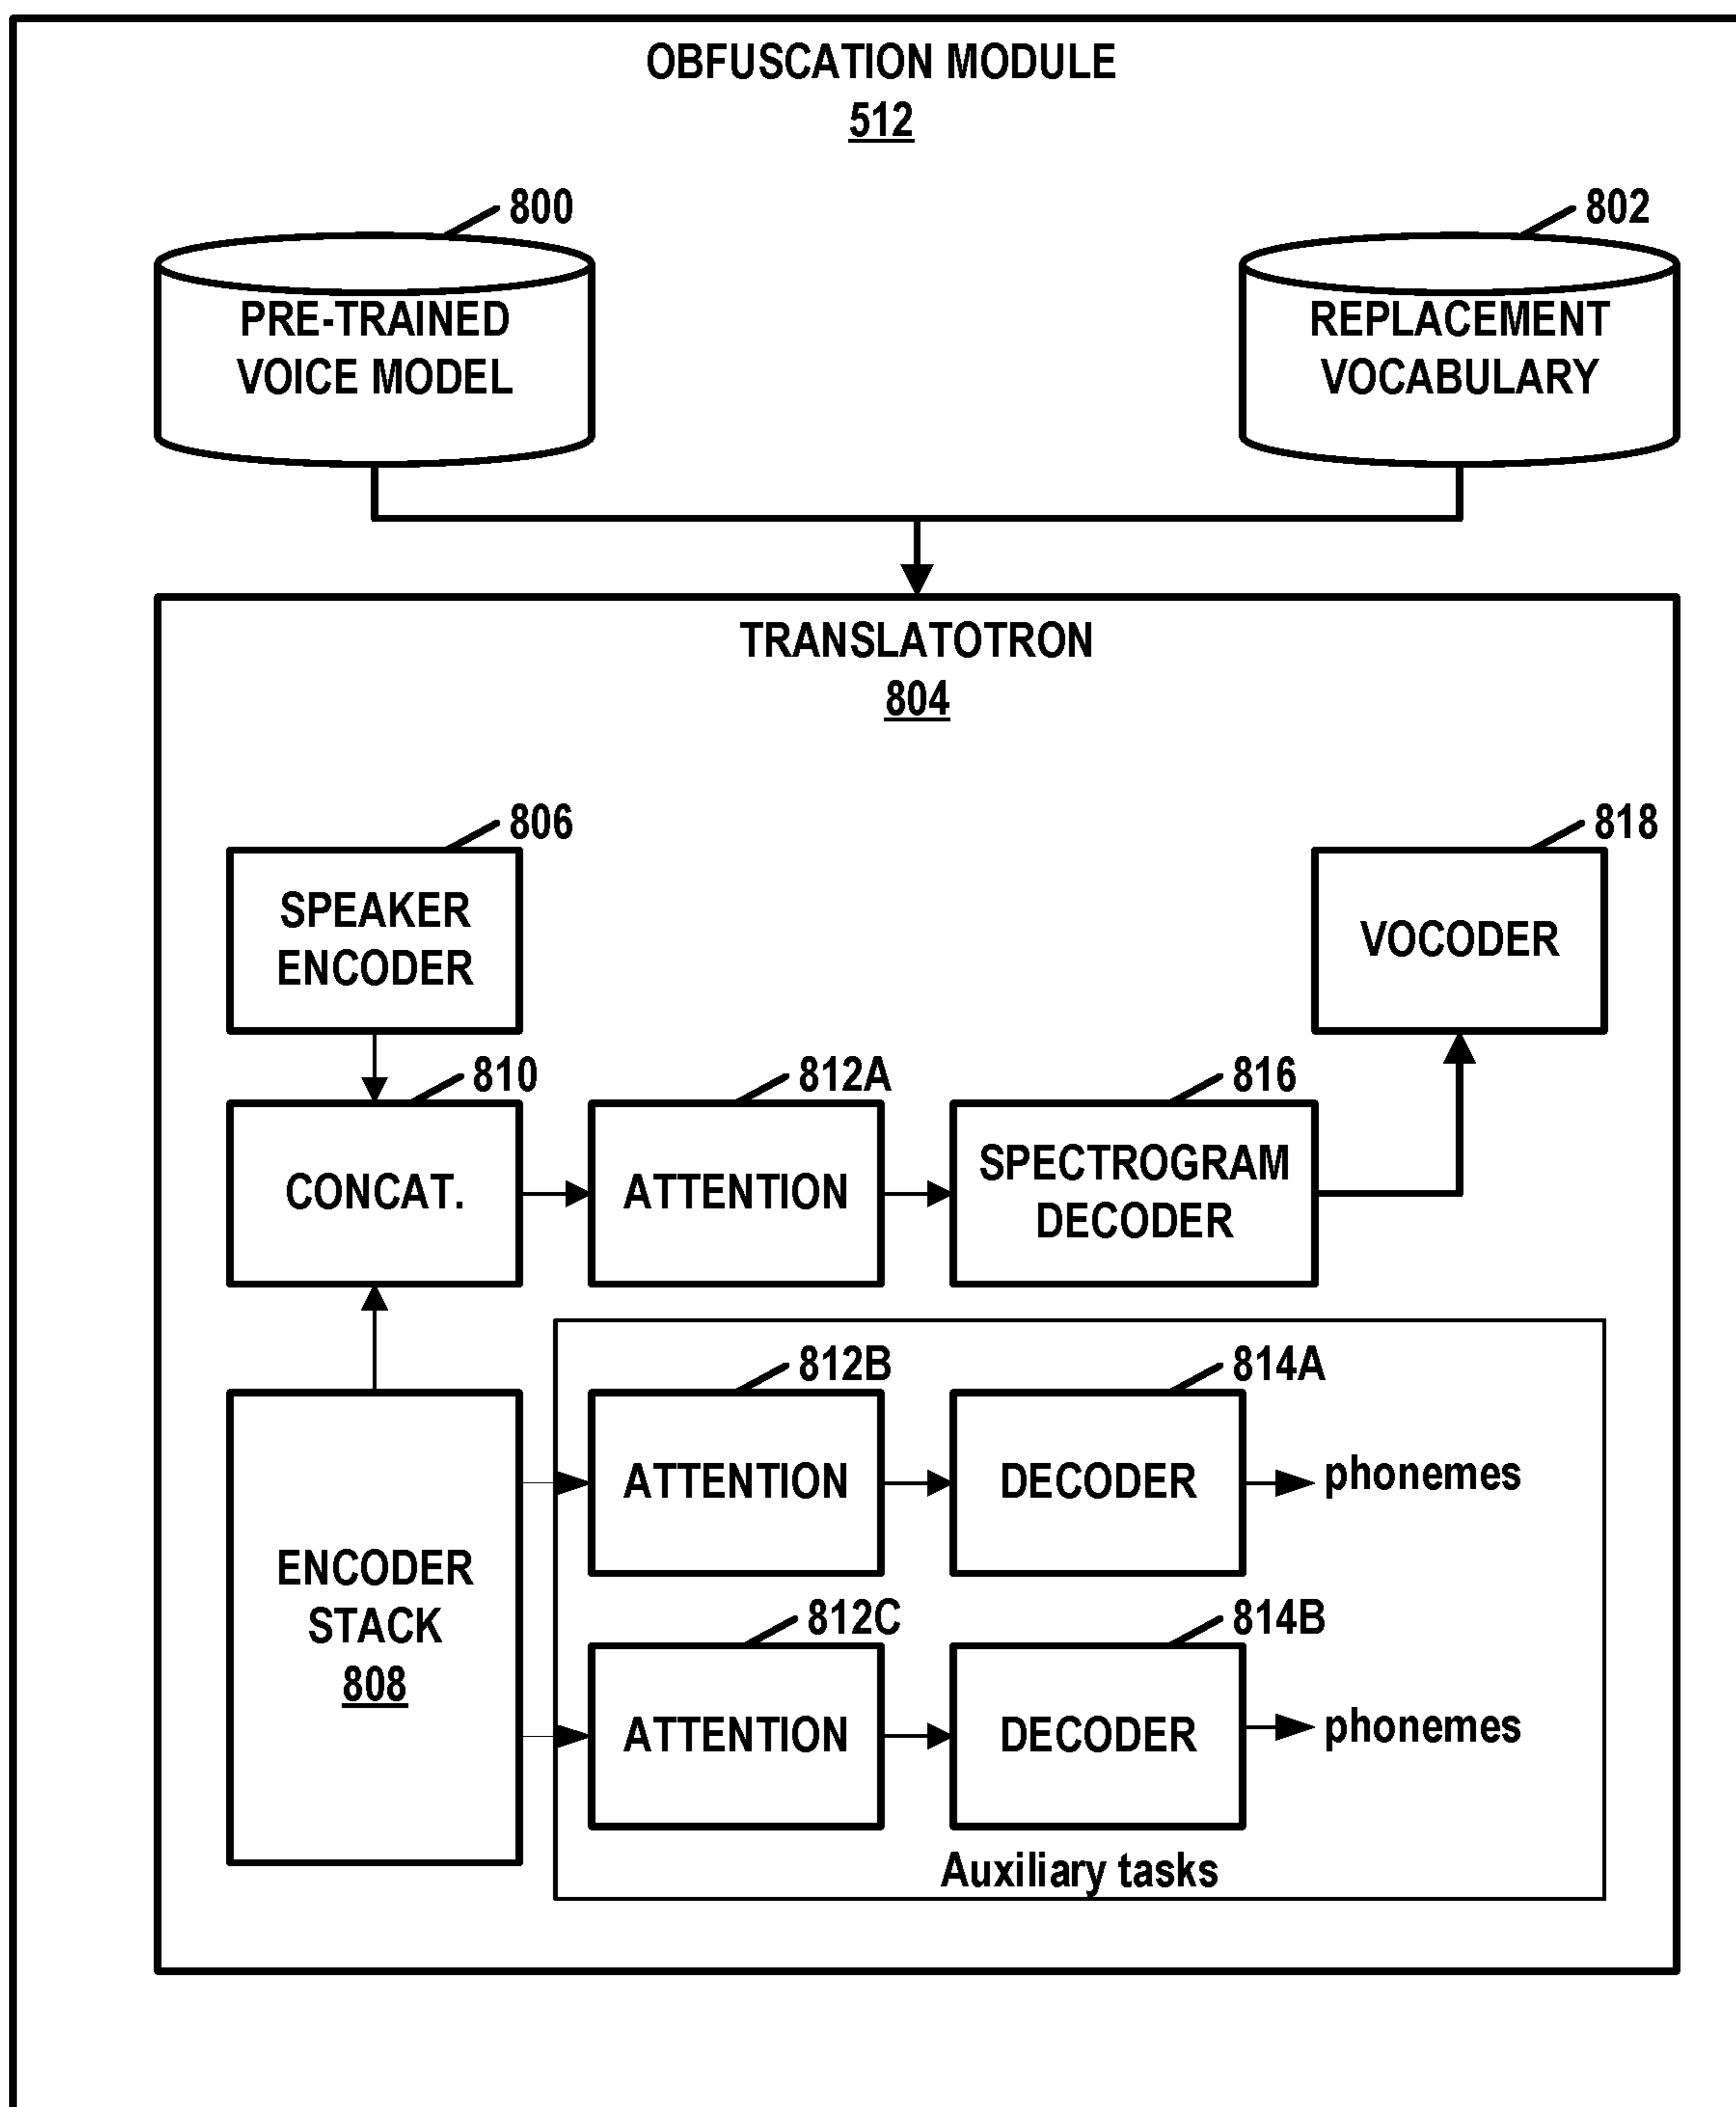 OBFUSCATION MODULE
512
800
802
PRE-TRAINED
VOICE MODEL
REPLACEMENT
VOCABULARY
TRANSLATOTRON
804
806
818
SPEAKER
ENCODER
VOCODER
810
812A
816
CONCAT.
ATTENTION
SPECTROGRAM
DECODER
812B
814A
ATTENTION
DECODER
phonemes
ENCODER
STACK
808
812C
814B
ATTENTION
DECODER
phonemes
Auxiliary tasks